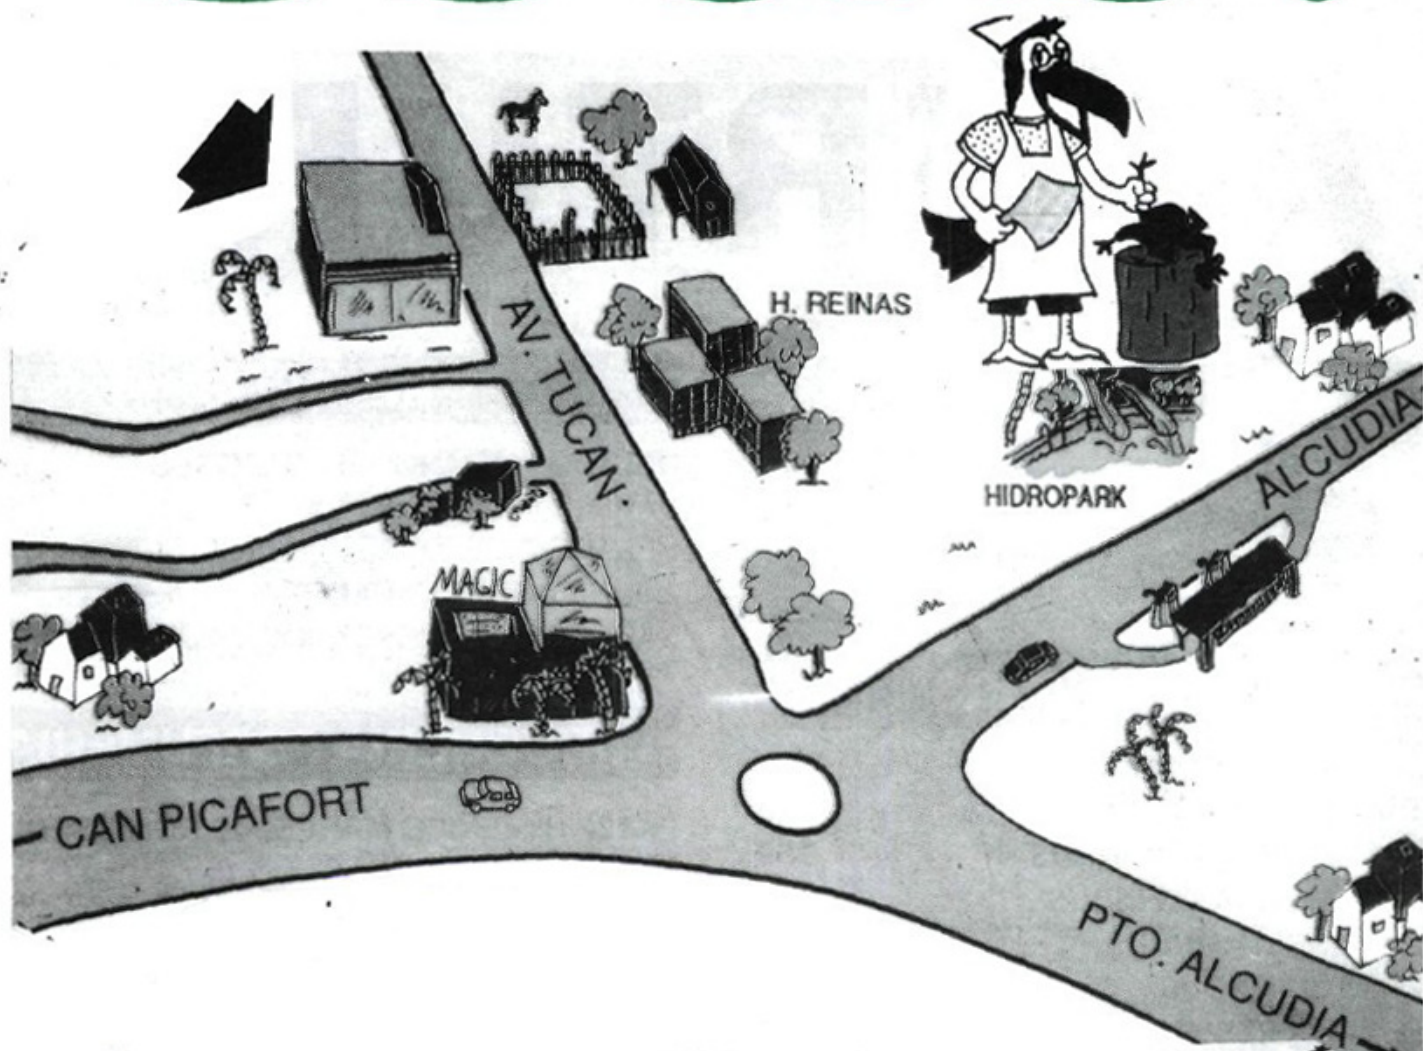 H. REINAS
AV. TUCAN.
HIDROPARK
ALCUDIA
MAGIC
CAN PICAFORT
PTO. ALCUDIA